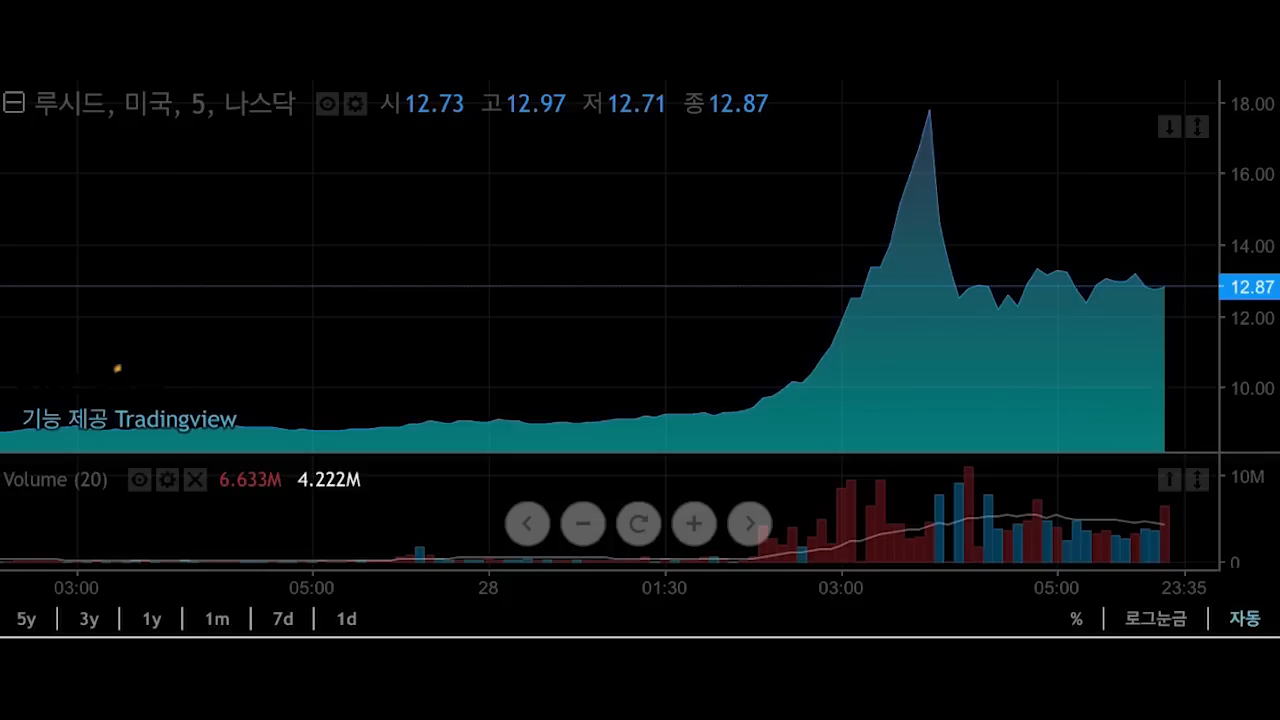 루시드, 미국, 5, 나스닥 시12.73 고12.97 저12.71 종12.87
18.00
16.00
14.00
12.87
12.00
10.00
기능 제공 Tradingview
Volume (20) 6.633M 4.222M
10M
0
03:00 05:00 28 01:30 03:00 05:00 23:35
5y 3y 1y 1m 7d 1d % 로그눈금 자동